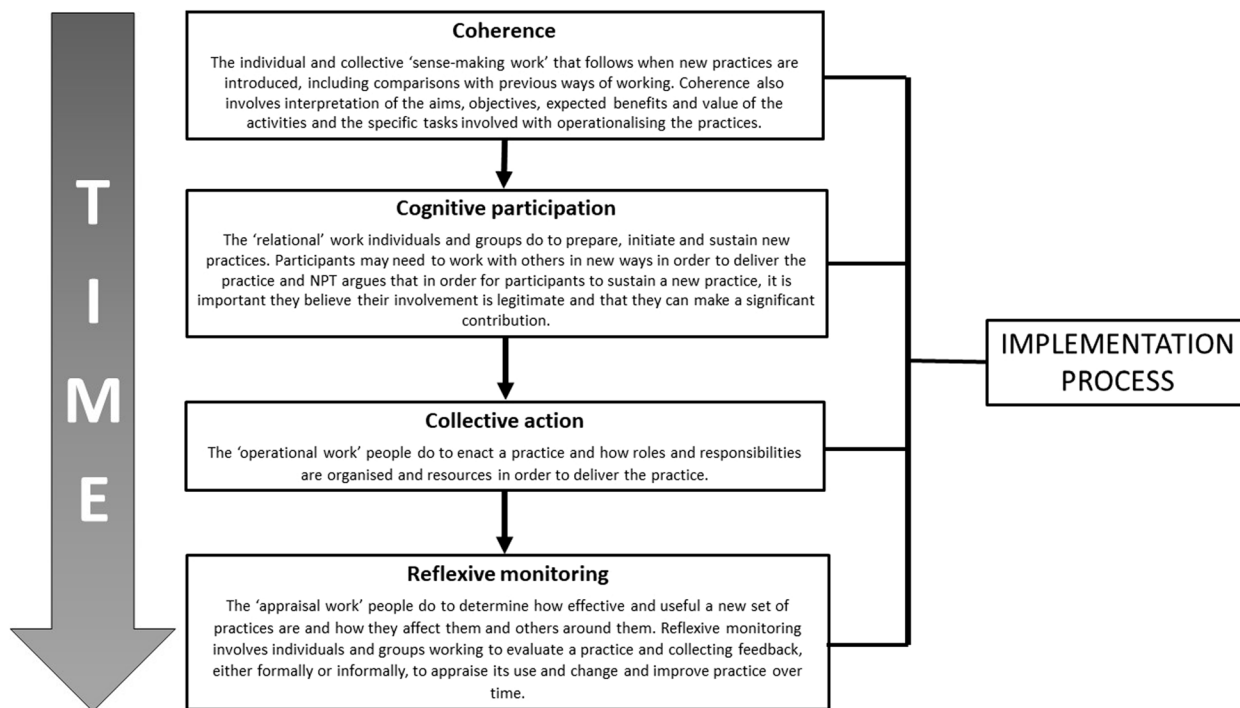 T
I
M
E
Coherence
The individual and collective ‘sense-making work’ that follows when new practices are
introduced, including comparisons with previous ways of working. Coherence also
involves interpretation of the aims, objectives, expected benefits and value of the
activities and the specific tasks involved with operationalising the practices.
Cognitive participation
The ‘relational’ work individuals and groups do to prepare, initiate and sustain new
practices. Participants may need to work with others in new ways in order to deliver the
practice and NPT argues that in order for participants to sustain a new practice, it is
important they believe their involvement is legitimate and that they can make a significant
contribution.
Collective action
The ‘operational work’ people do to enact a practice and how roles and responsibilities
are organised and resources in order to deliver the practice.
Reflexive monitoring
The ‘appraisal work’ people do to determine how effective and useful a new set of
practices are and how they affect them and others around them. Reflexive monitoring
involves individuals and groups working to evaluate a practice and collecting feedback,
either formally or informally, to appraise its use and change and improve practice over
time.
IMPLEMENTATION
PROCESS